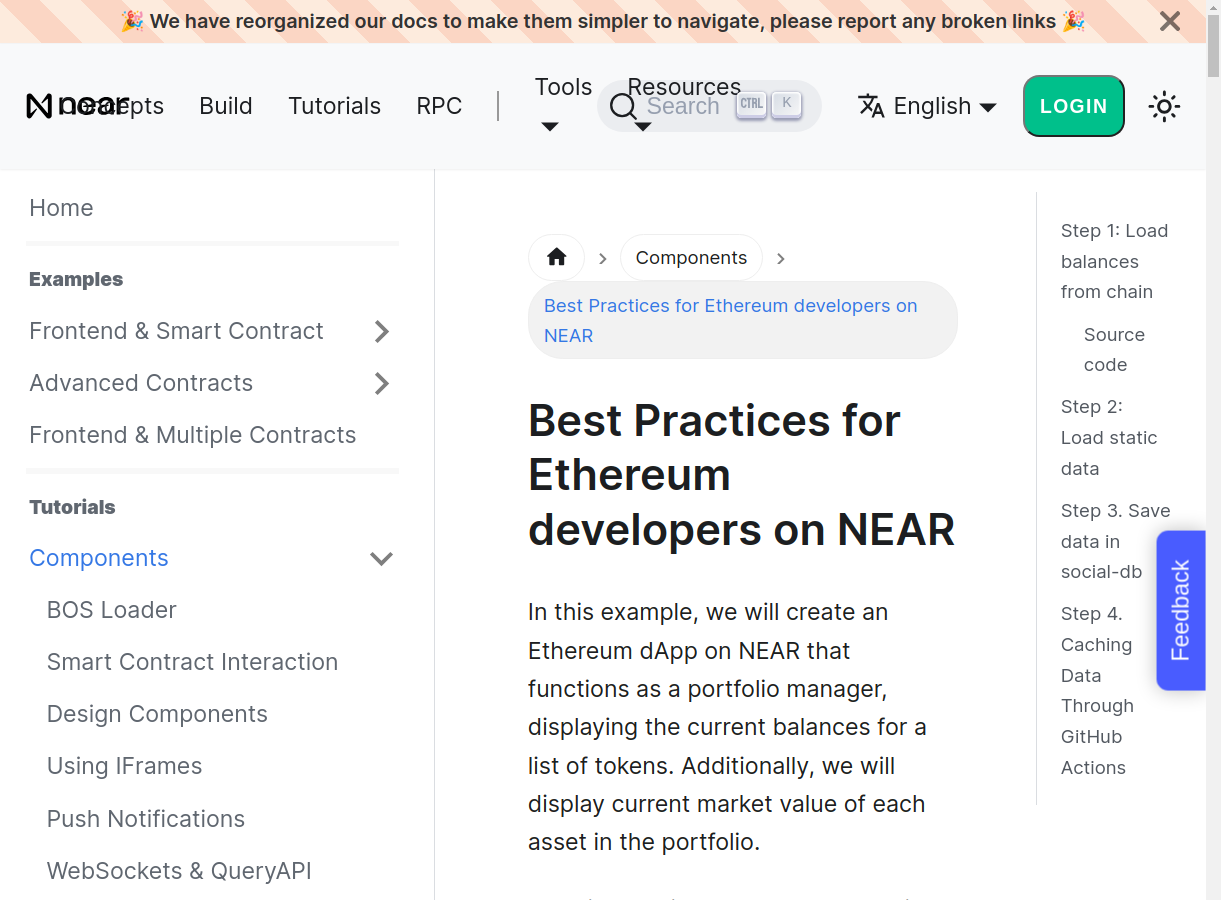 🎉 We have reorganized our docs to make them simpler to navigate, please report any broken links 🎉
near
Concepts
Build
Tutorials
RPC
Tools
Resources
Search
CTRL K
English
LOGIN
Home
Examples
Frontend & Smart Contract
Advanced Contracts
Frontend & Multiple Contracts
Tutorials
Components
BOS Loader
Smart Contract Interaction
Design Components
Using IFrames
Push Notifications
WebSockets & QueryAPI
Components
Best Practices for Ethereum developers on
NEAR
Best Practices for
Ethereum
developers on NEAR
In this example, we will create an
Ethereum dApp on NEAR that
functions as a portfolio manager,
displaying the current balances for a
list of tokens. Additionally, we will
display current market value of each
asset in the portfolio.
Step 1: Load
balances
from chain
Source
code
Step 2:
Load static
data
Step 3. Save
data in
social-db
Step 4.
Caching
Data
Through
GitHub
Actions
Feedback